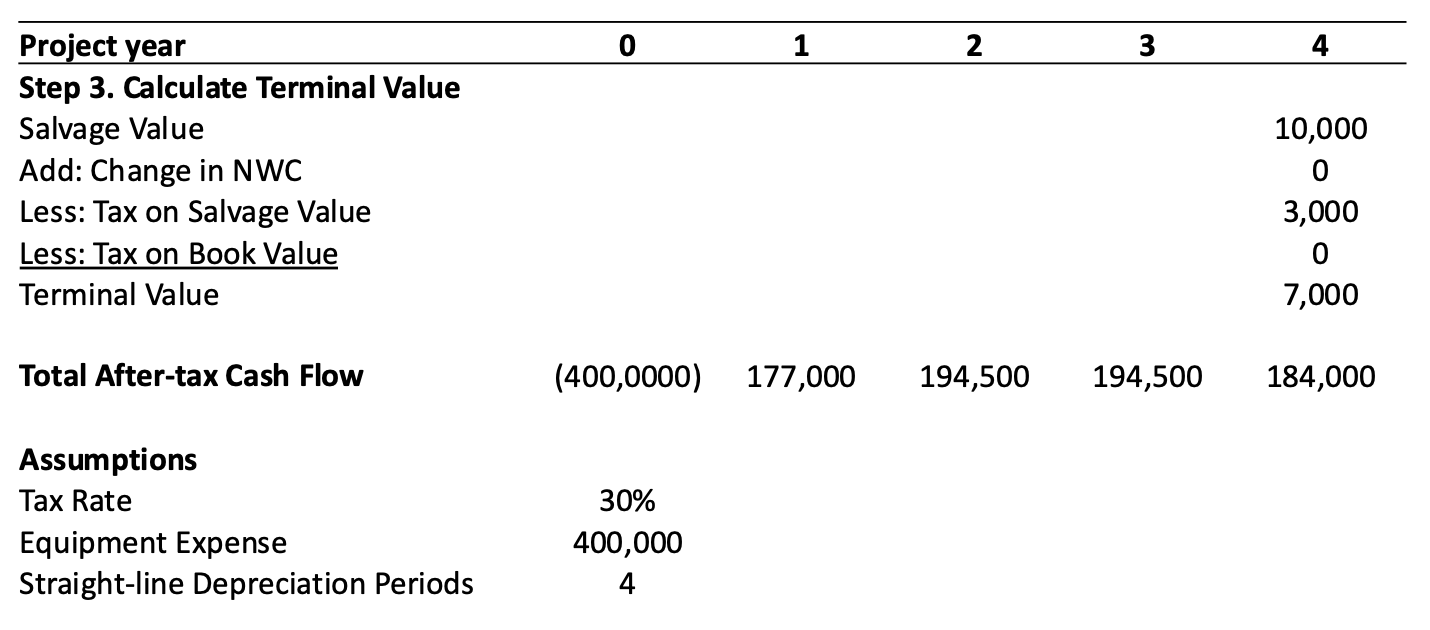 Project year 0 1 2 3 4
Step 3. Calculate Terminal Value
Salvage Value 10,000
Add: Change in NWC 0
Less: Tax on Salvage Value 3,000
Less: Tax on Book Value 0
Terminal Value 7,000
Total After-tax Cash Flow (400,0000) 177,000 194,500 194,500 184,000
Assumptions
Tax Rate 30%
Equipment Expense 400,000
Straight-line Depreciation Periods 4